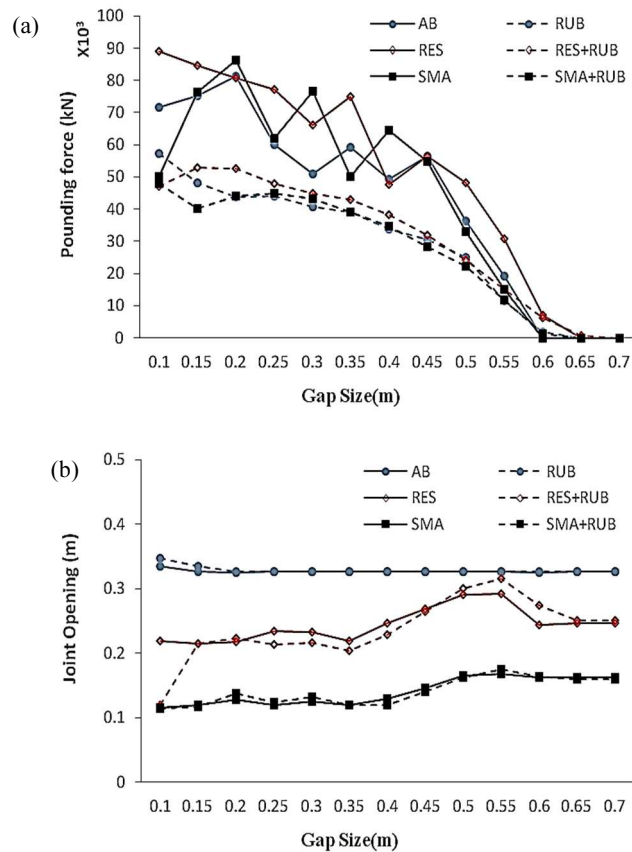 (a)
X10³
Pounding force (kN)
100
90
80
70
60
50
40
30
20
10
0
AB
RUB
RES
RES+RUB
SMA
SMA+RUB
0.1 0.15 0.2 0.25 0.3 0.35 0.4 0.45 0.5 0.55 0.6 0.65 0.7
Gap Size(m)
(b)
Joint Opening (m)
0.5
0.4
0.3
0.2
0.1
0
AB
RUB
RES
RES+RUB
SMA
SMA+RUB
0.1 0.15 0.2 0.25 0.3 0.35 0.4 0.45 0.5 0.55 0.6 0.65 0.7
Gap Size(m)